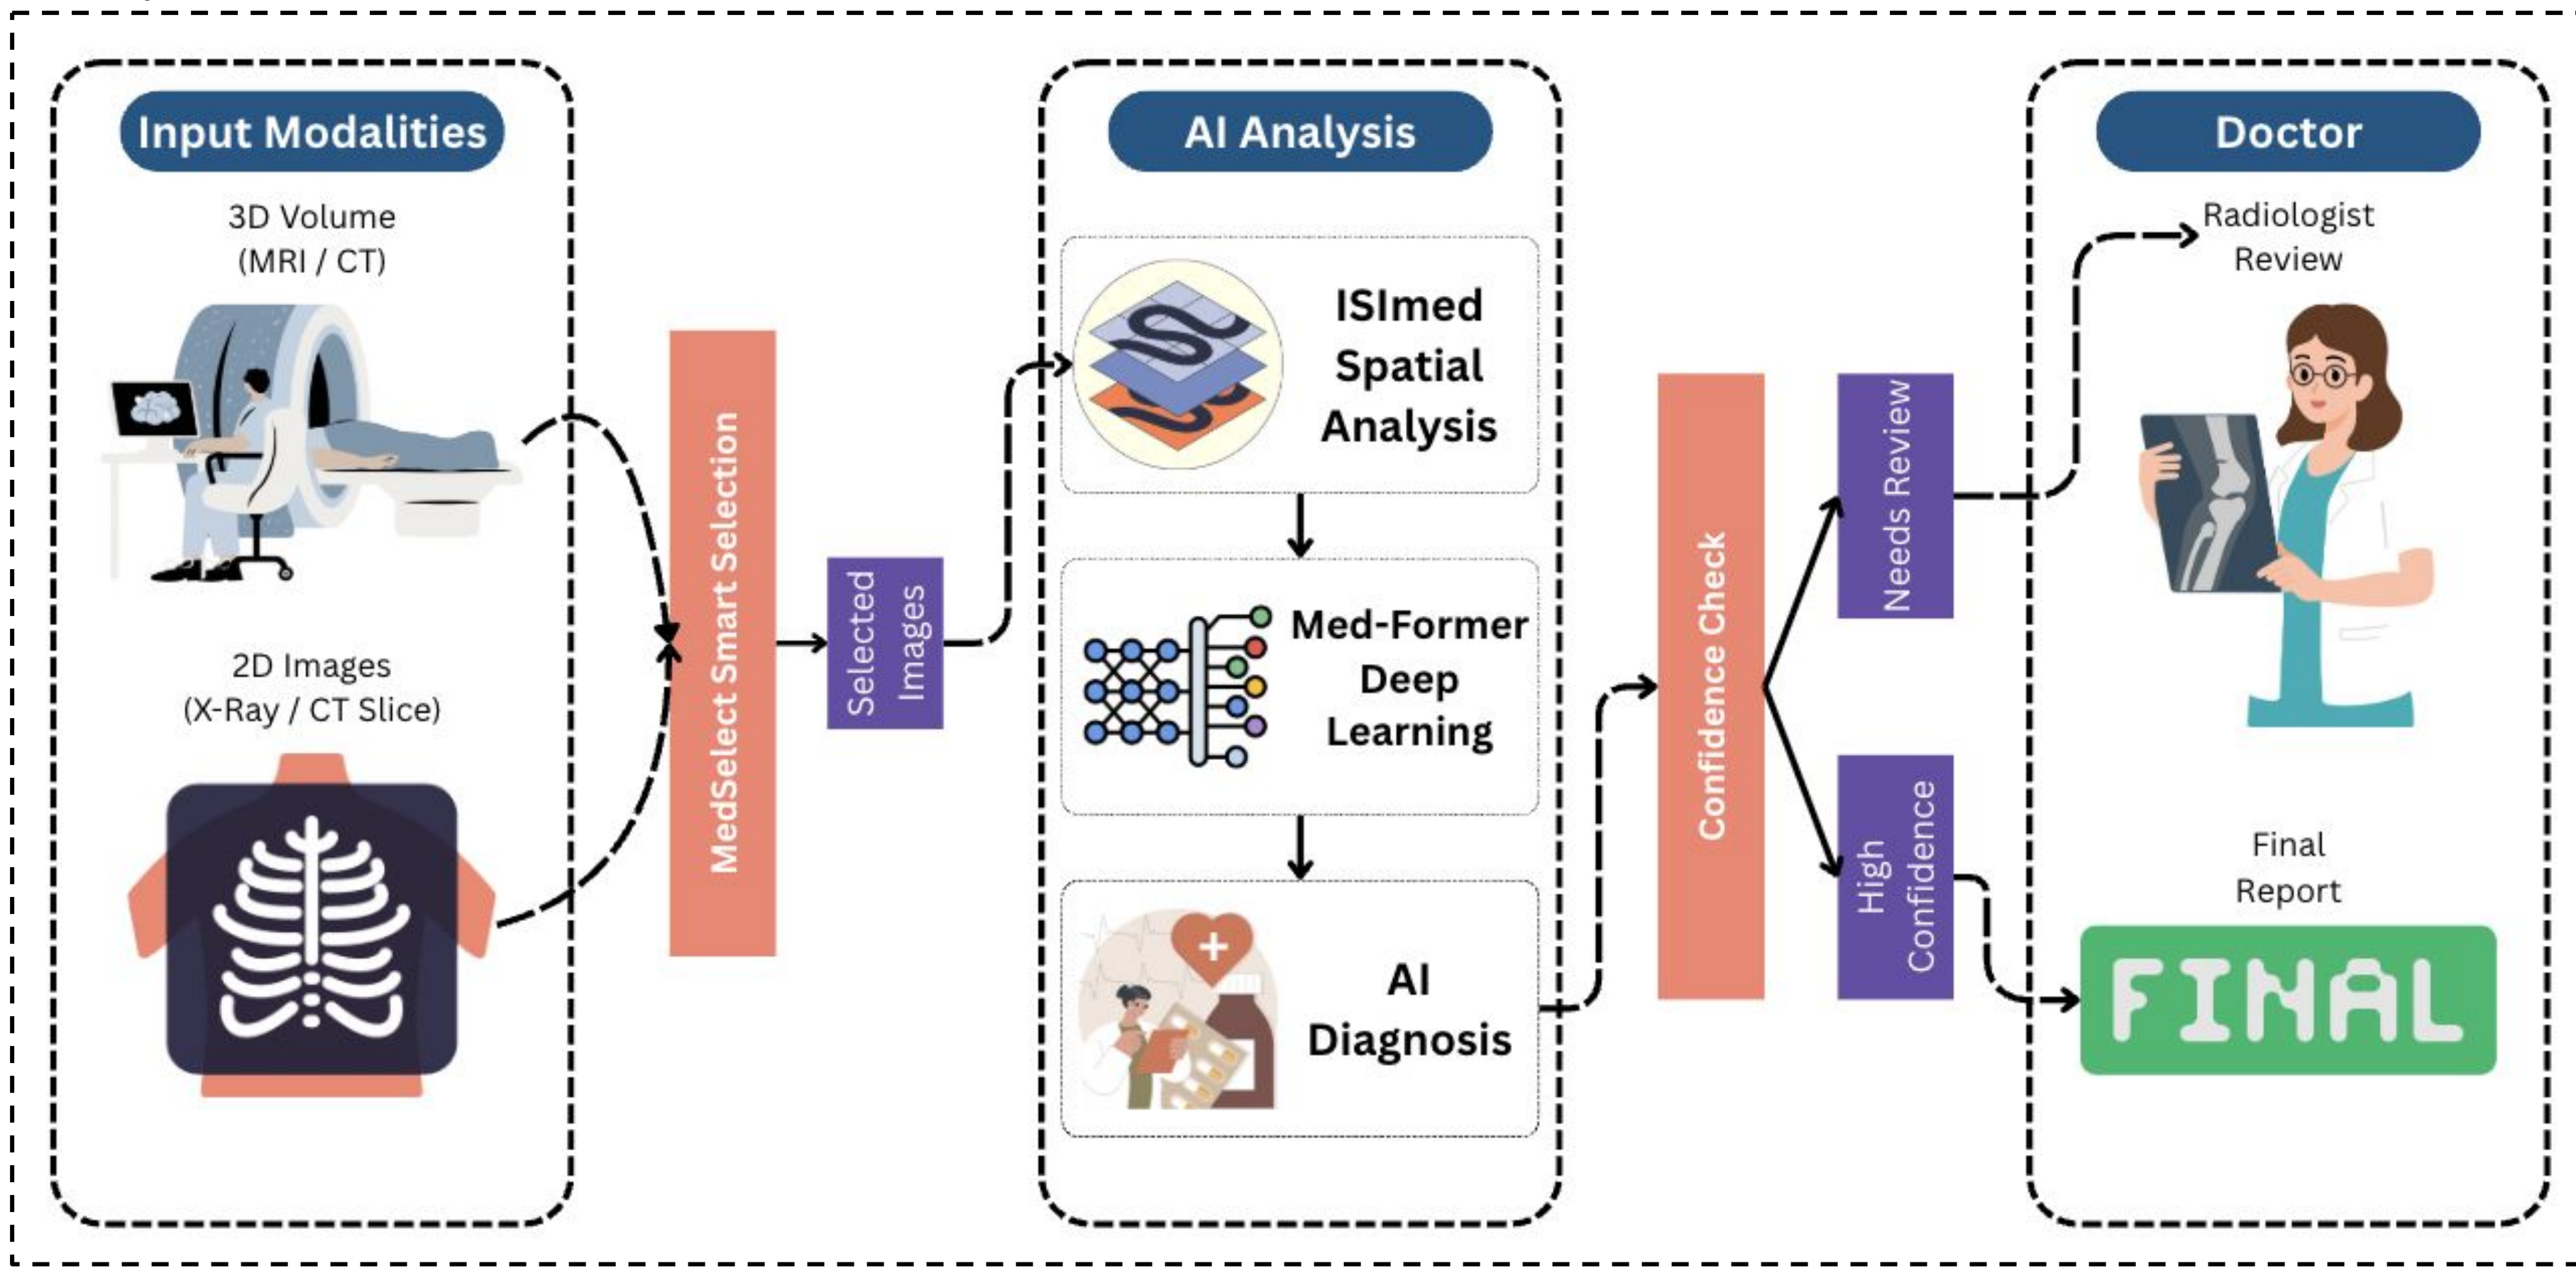 Input Modalities
3D Volume
(MRI / CT)
2D Images
(X-Ray / CT Slice)
MedSelect Smart Selection
Selected
Images
AI Analysis
ISImed
Spatial
Analysis
Med-Former
Deep
Learning
AI
Diagnosis
Confidence Check
Needs Review
High
Confidence
Doctor
Radiologist
Review
Final
Report
FINAL